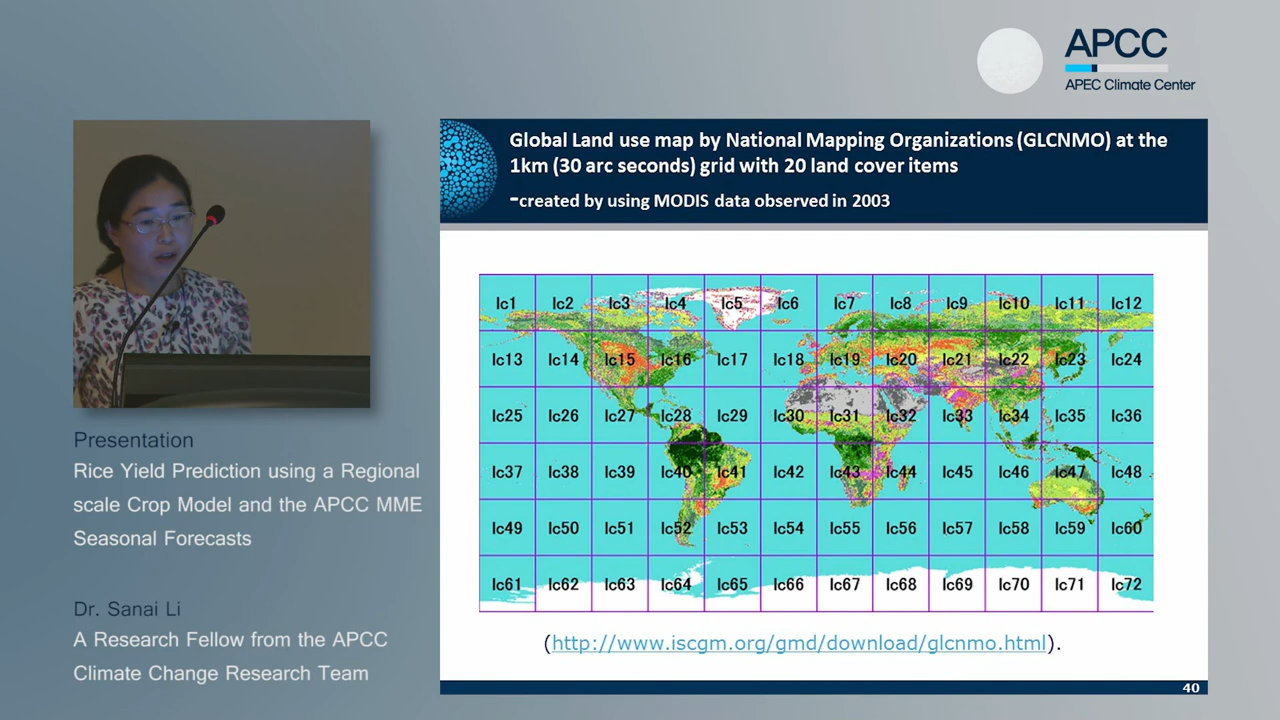 APCC
APEC Climate Center
Global Land use map by National Mapping Organizations (GLCNMO) at the
1km (30 arc seconds) grid with 20 land cover items
-created by using MODIS data observed in 2003
lc1 lc2 lc3 lc4 lc5 lc6 lc7 lc8 lc9 lc10 lc11 lc12
lc13 lc14 lc15 lc16 lc17 lc18 lc19 lc20 lc21 lc22 lc23 lc24
lc25 lc26 lc27 lc28 lc29 lc30 lc31 lc32 lc33 lc34 lc35 lc36
lc37 lc38 lc39 lc40 lc41 lc42 lc43 lc44 lc45 lc46 lc47 lc48
lc49 lc50 lc51 lc52 lc53 lc54 lc55 lc56 lc57 lc58 lc59 lc60
lc61 lc62 lc63 lc64 lc65 lc66 lc67 lc68 lc69 lc70 lc71 lc72
(http://www.iscgm.org/gmd/download/glcnmo.html).
40
Presentation
Rice Yield Prediction using a Regional
scale Crop Model and the APCC MME
Seasonal Forecasts
Dr. Sanai Li
A Research Fellow from the APCC
Climate Change Research Team